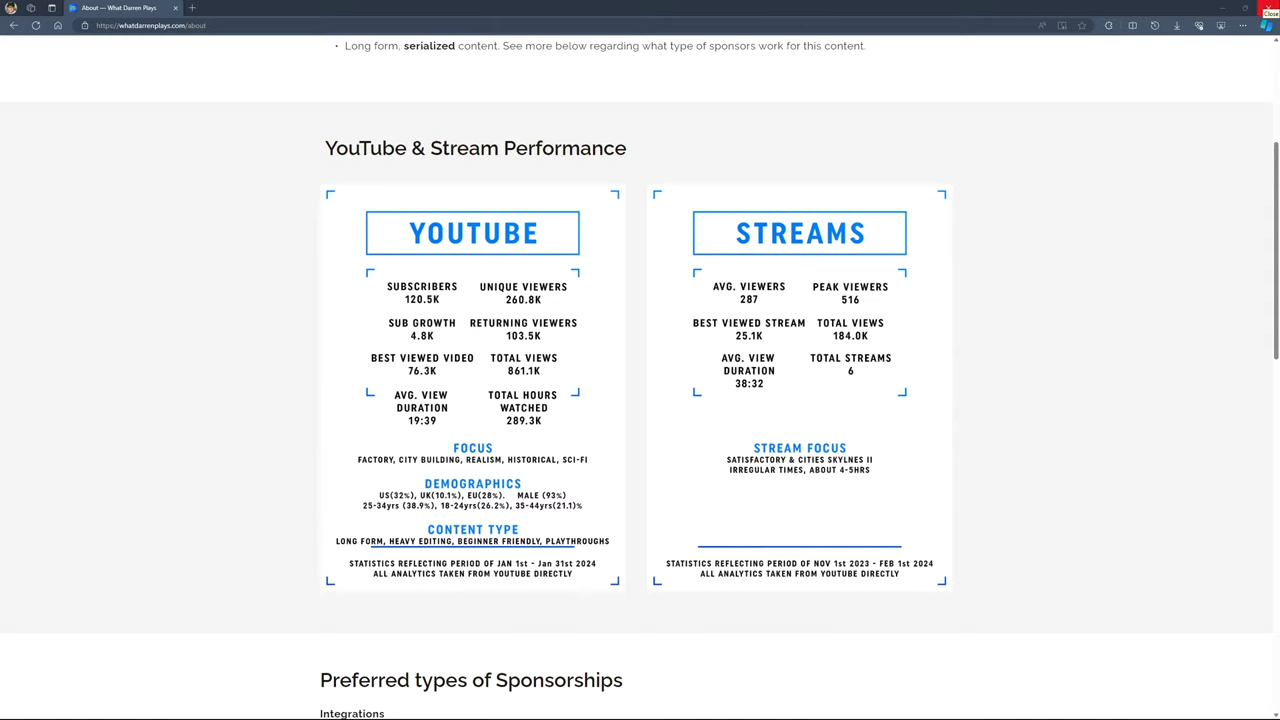 About — What Darren Plays
Close
https://whatdarrenplays.com/about
• Long form, serialized content. See more below regarding what type of sponsors work for this content.
YouTube & Stream Performance
YOUTUBE
SUBSCRIBERS UNIQUE VIEWERS
120.5K 260.8K
SUB GROWTH RETURNING VIEWERS
4.8K 103.5K
BEST VIEWED VIDEO TOTAL VIEWS
76.3K 861.1K
AVG. VIEW TOTAL HOURS
DURATION WATCHED
19:39 289.3K
FOCUS
FACTORY, CITY BUILDING, REALISM, HISTORICAL, SCI-FI
DEMOGRAPHICS
US(32%), UK(10.1%), EU(28%). MALE (93%)
25-34yrs (38.9%), 18-24yrs(26.2%), 35-44yrs(21.1)%
CONTENT TYPE
LONG FORM, HEAVY EDITING, BEGINNER FRIENDLY, PLAYTHROUGHS
STATISTICS REFLECTING PERIOD OF JAN 1st - Jan 31st 2024
ALL ANALYTICS TAKEN FROM YOUTUBE DIRECTLY
STREAMS
AVG. VIEWERS PEAK VIEWERS
287 516
BEST VIEWED STREAM TOTAL VIEWS
25.1K 184.0K
AVG. VIEW TOTAL STREAMS
DURATION 6
38:32
STREAM FOCUS
SATISFACTORY & CITIES SKYLNES II
IRREGULAR TIMES, ABOUT 4-5HRS
STATISTICS REFLECTING PERIOD OF NOV 1st 2023 - FEB 1st 2024
ALL ANALYTICS TAKEN FROM YOUTUBE DIRECTLY
Preferred types of Sponsorships
Integrations